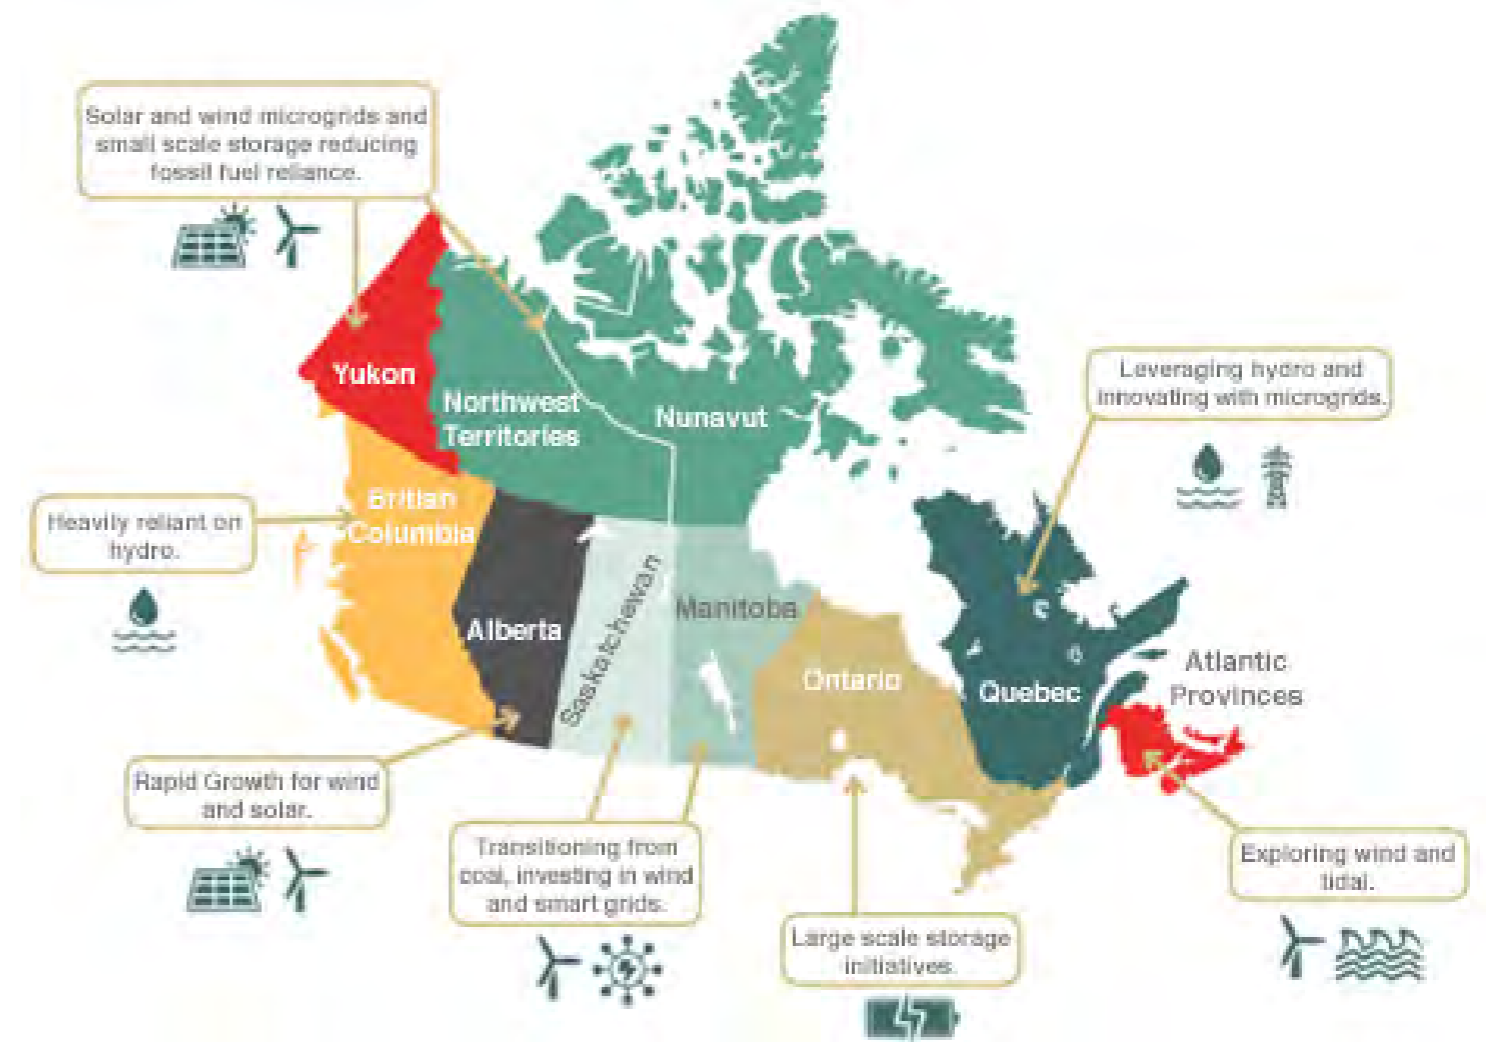 Solar and wind microgrids and
small scale storage reducing
fossil fuel reliance.
Yukon
Northwest
Territories
Nunavut
Leveraging hydro and
innovating with microgrids.
Heavily reliant on
hydro.
Britian
Columbia
Alberta
Saskatchawan
Manitoba
Ontario
Quebec
Atlantic
Provinces
Rapid Growth for wind
and solar.
Transitioning from
coal, investing in wind
and smart grids.
Large scale storage
initiatives.
Exploring wind and
tidal.